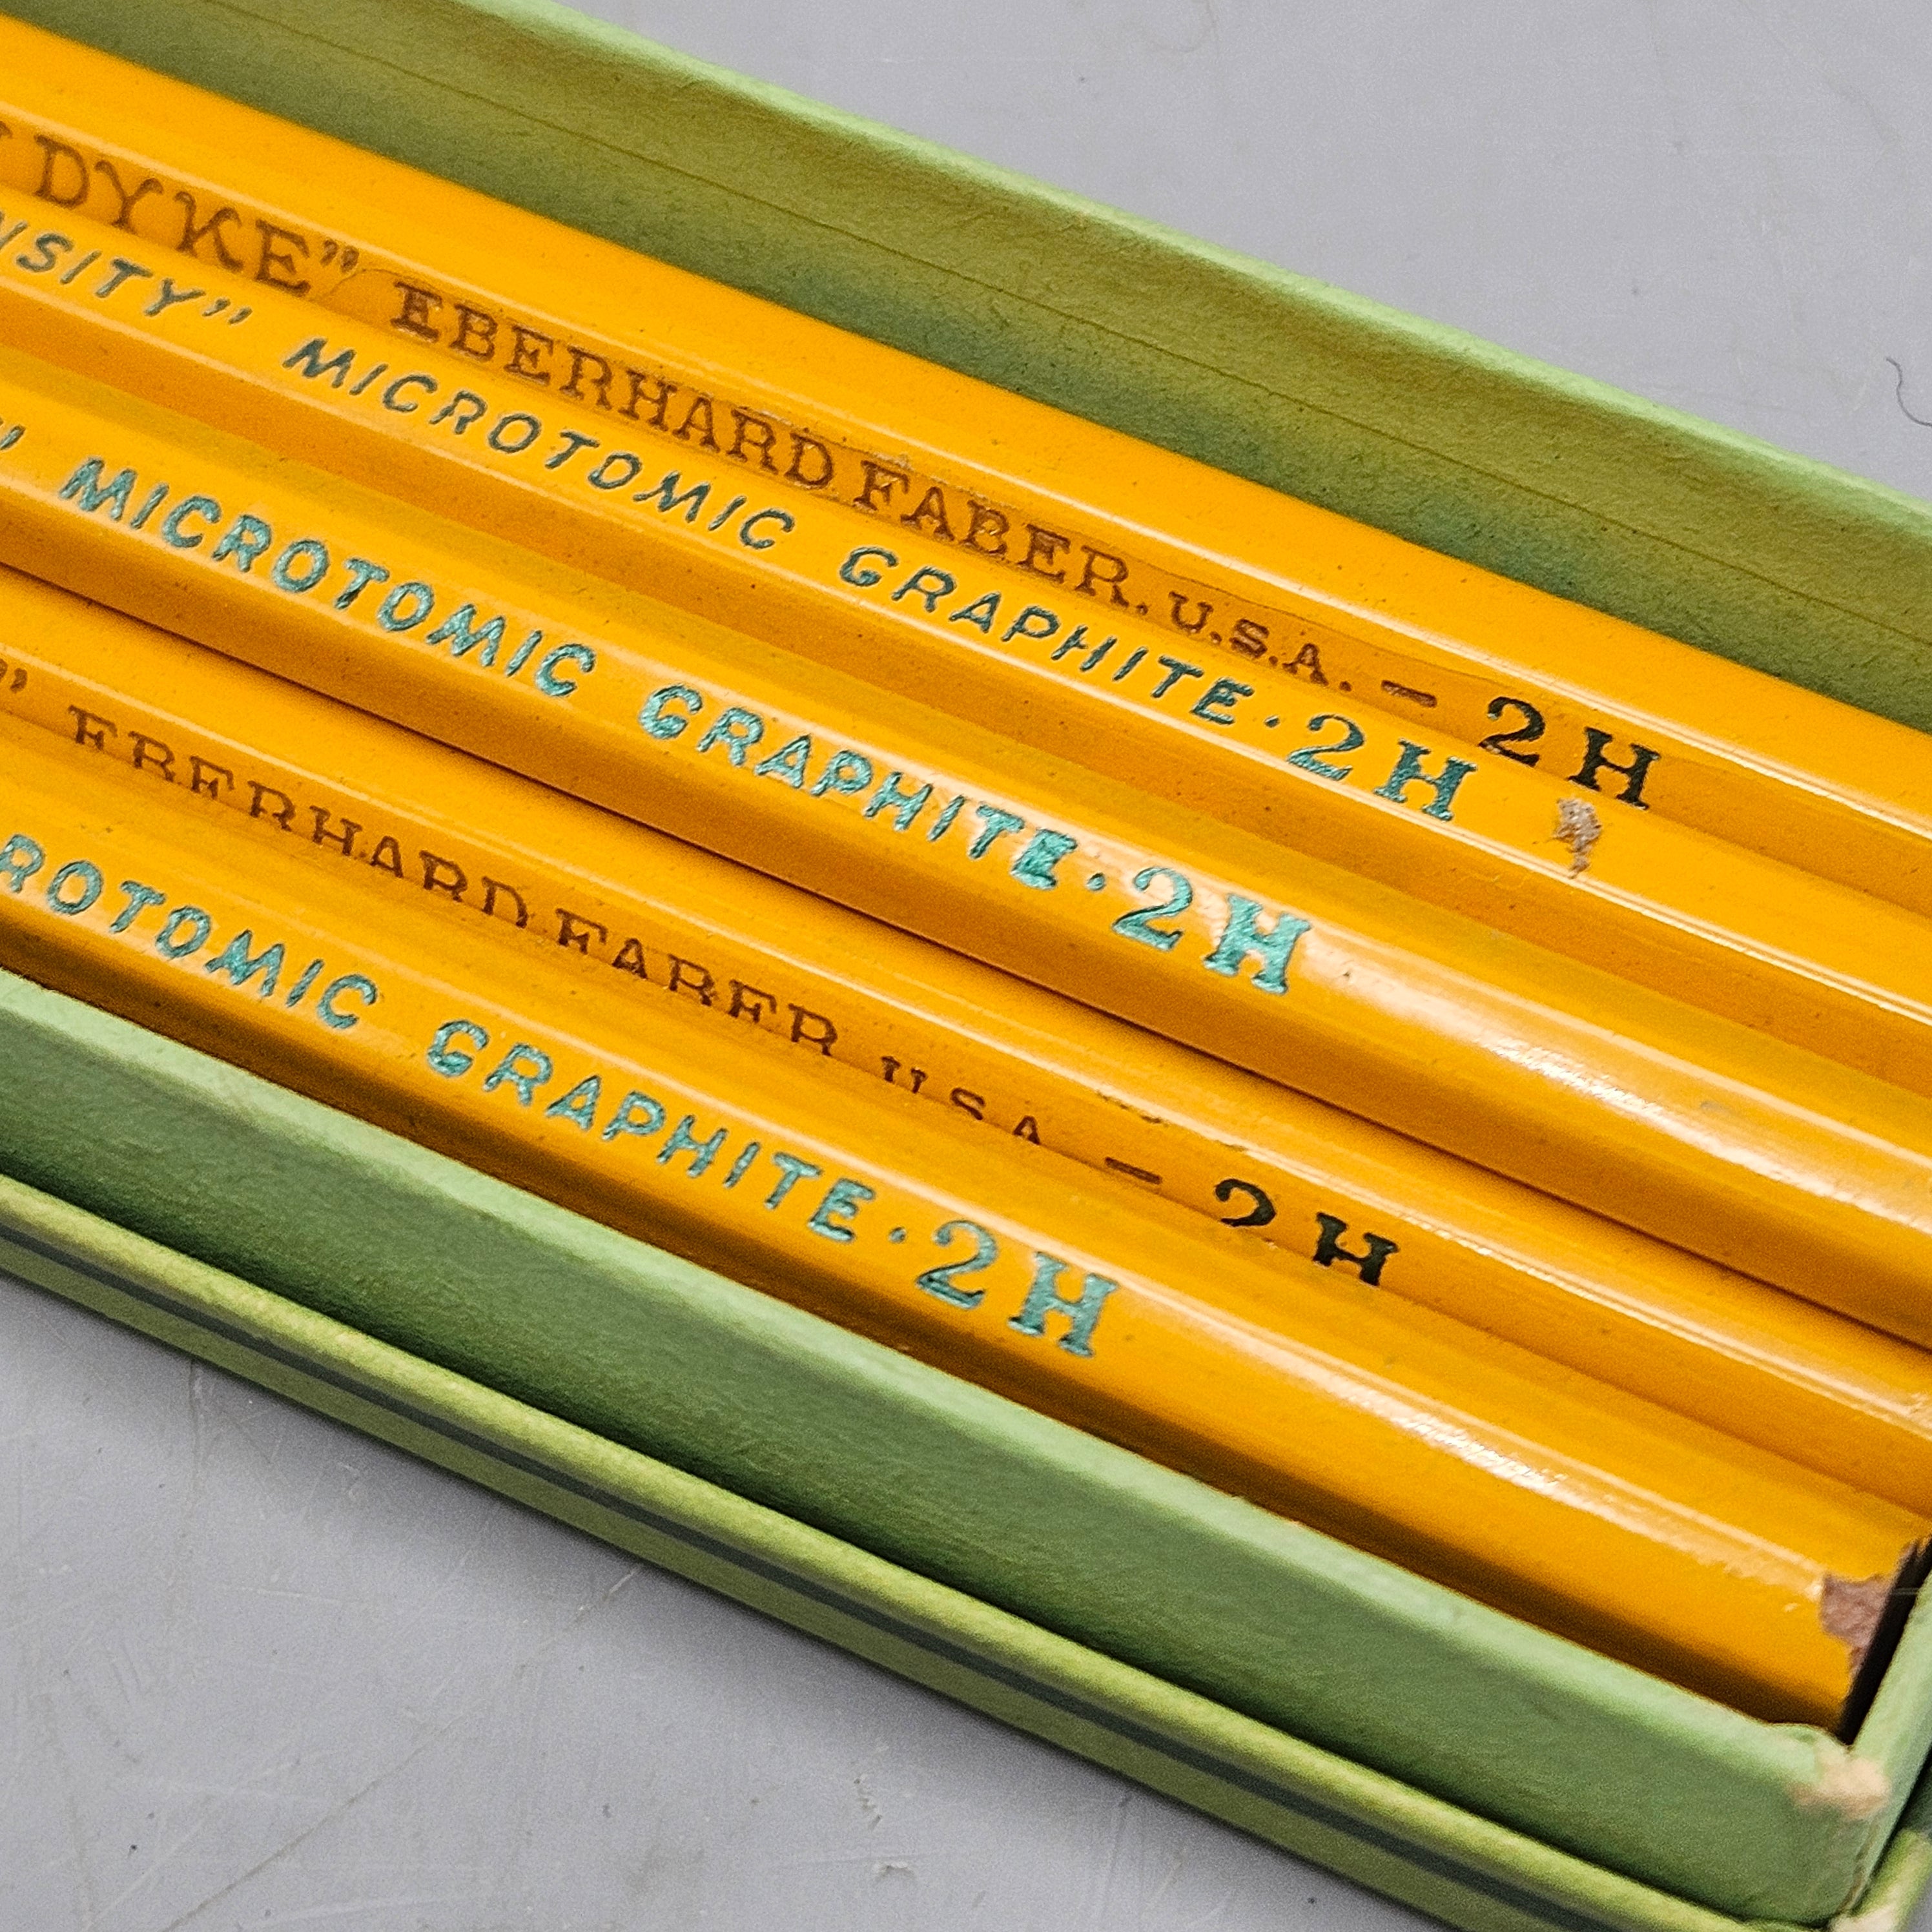 DYKE” EBERHARD FABER. U.S.A. – 2H
NSITY” MICROTOMIC GRAPHITE · 2H
” MICROTOMIC GRAPHITE · 2H
” EBERHARD FABER U.S.A – 2H
ROTOMIC GRAPHITE · 2H